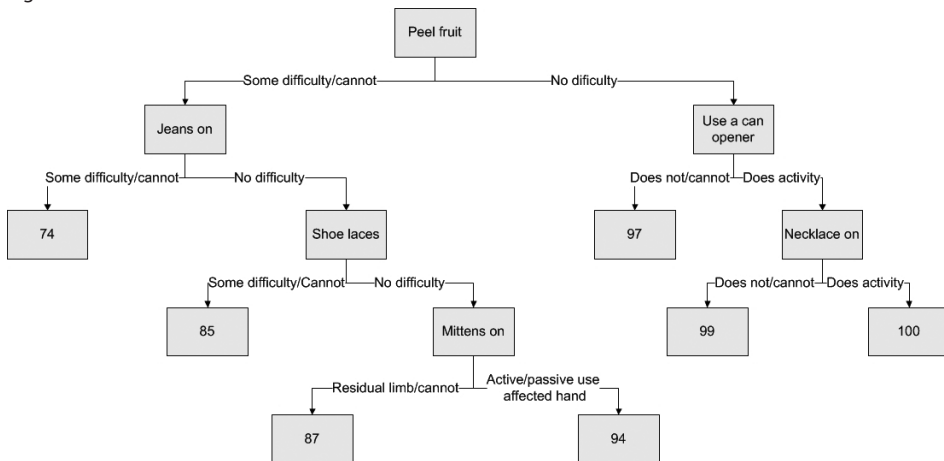 Peel fruit
Some difficulty/cannot
No dificulty
Jeans on
Use a can
opener
Some difficulty/cannot
No difficulty
Does not/cannot
Does activity
74
Shoe laces
97
Necklace on
Some difficulty/Cannot
No difficulty
Does not/cannot
Does activity
85
Mittens on
99
100
Residual limb/cannot
Active/passive use
affected hand
87
94